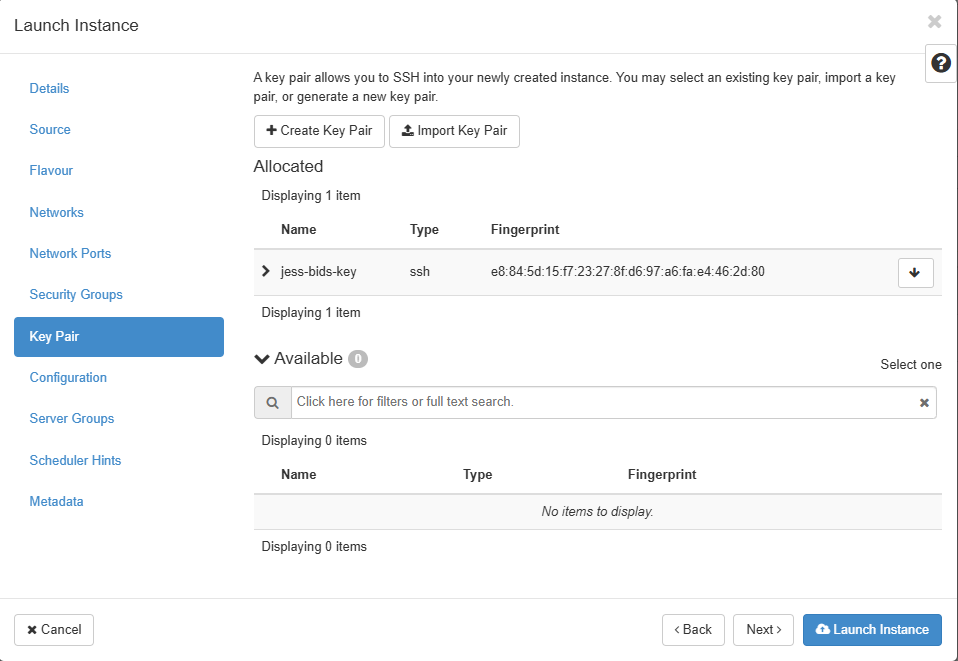 Launch Instance
Details
Source
Flavour
Networks
Network Ports
Security Groups
Key Pair
Configuration
Server Groups
Scheduler Hints
Metadata
A key pair allows you to SSH into your newly created instance. You may select an existing key pair, import a key
pair, or generate a new key pair.
Create Key Pair Import Key Pair
Allocated
Displaying 1 item
Name Type Fingerprint
jess-bids-key ssh e8:84:5d:15:f7:23:27:8f:d6:97:a6:fa:e4:46:2d:80
Displaying 1 item
Available 0
Select one
Click here for filters or full text search.
Displaying 0 items
Name Type Fingerprint
No items to display.
Displaying 0 items
Cancel
‹ Back Next › Launch Instance